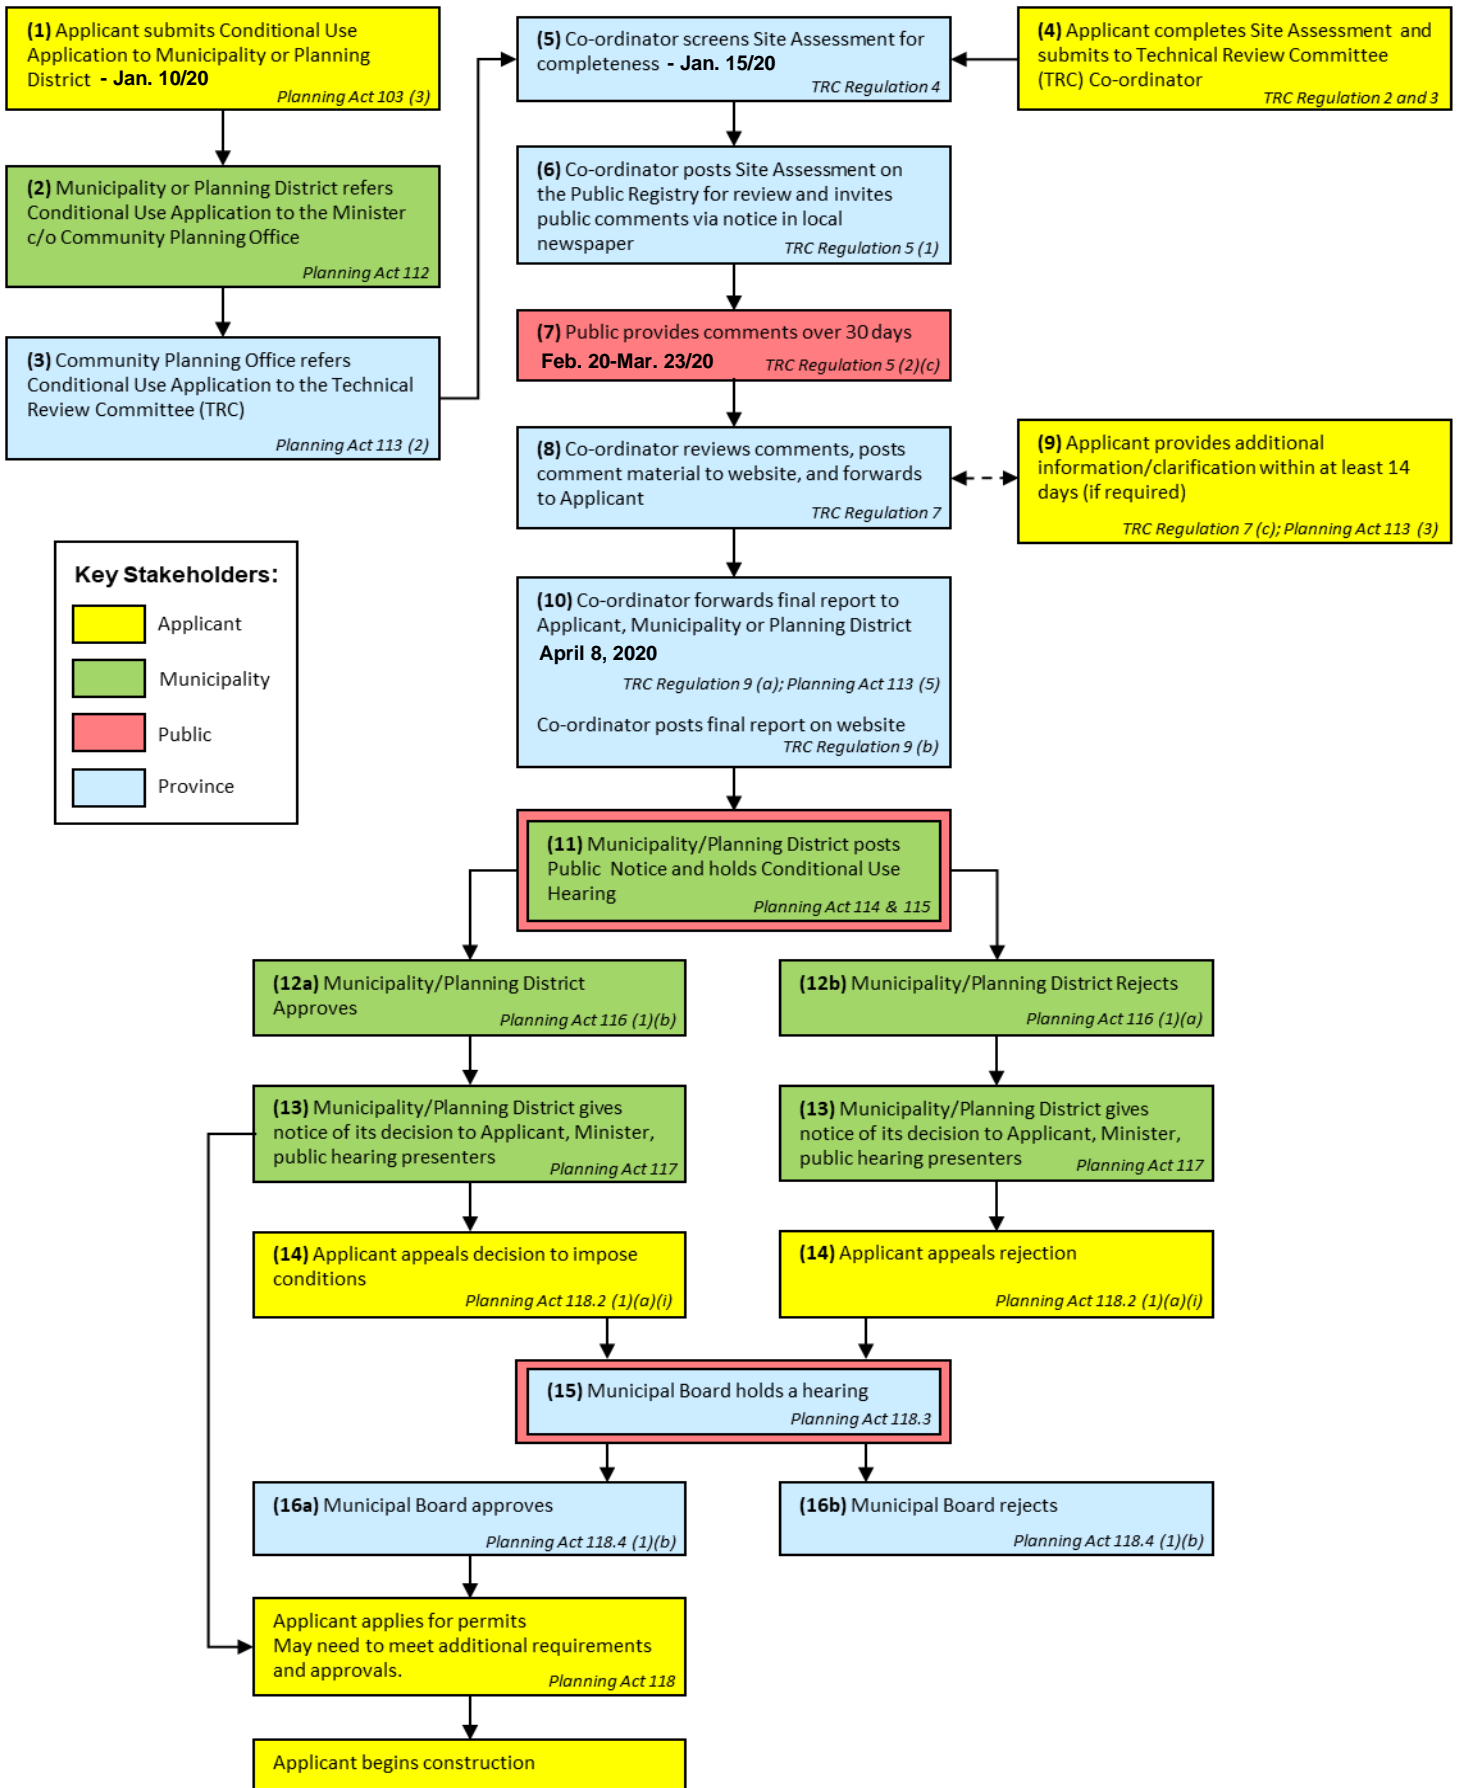 (1) Applicant submits Conditional Use
Application to Municipality or Planning
District - Jan. 10/20
Planning Act 103 (3)
(2) Municipality or Planning District refers
Conditional Use Application to the Minister
c/o Community Planning Office
Planning Act 112
(3) Community Planning Office refers
Conditional Use Application to the Technical
Review Committee (TRC)
Planning Act 113 (2)
(4) Applicant completes Site Assessment and
submits to Technical Review Committee
(TRC) Co-ordinator
TRC Regulation 2 and 3
(5) Co-ordinator screens Site Assessment for
completeness - Jan. 15/20
TRC Regulation 4
(6) Co-ordinator posts Site Assessment on
the Public Registry for review and invites
public comments via notice in local
newspaper
TRC Regulation 5 (1)
(7) Public provides comments over 30 days
Feb. 20-Mar. 23/20
TRC Regulation 5 (2)(c)
(8) Co-ordinator reviews comments, posts
comment material to website, and forwards
to Applicant
TRC Regulation 7
(9) Applicant provides additional
information/clarification within at least 14
days (if required)
TRC Regulation 7 (c); Planning Act 113 (3)
Key Stakeholders:
Applicant
Municipality
Public
Province
(10) Co-ordinator forwards final report to
Applicant, Municipality or Planning District
April 8, 2020
TRC Regulation 9 (a); Planning Act 113 (5)
Co-ordinator posts final report on website
TRC Regulation 9 (b)
(11) Municipality/Planning District posts
Public Notice and holds Conditional Use
Hearing
Planning Act 114 & 115
(12a) Municipality/Planning District
Approves
Planning Act 116 (1)(b)
(12b) Municipality/Planning District Rejects
Planning Act 116 (1)(a)
(13) Municipality/Planning District gives
notice of its decision to Applicant, Minister,
public hearing presenters
Planning Act 117
(13) Municipality/Planning District gives
notice of its decision to Applicant, Minister,
public hearing presenters
Planning Act 117
(14) Applicant appeals decision to impose
conditions
Planning Act 118.2 (1)(a)(i)
(14) Applicant appeals rejection
Planning Act 118.2 (1)(a)(i)
(15) Municipal Board holds a hearing
Planning Act 118.3
(16a) Municipal Board approves
Planning Act 118.4 (1)(b)
(16b) Municipal Board rejects
Planning Act 118.4 (1)(b)
Applicant applies for permits
May need to meet additional requirements
and approvals.
Planning Act 118
Applicant begins construction